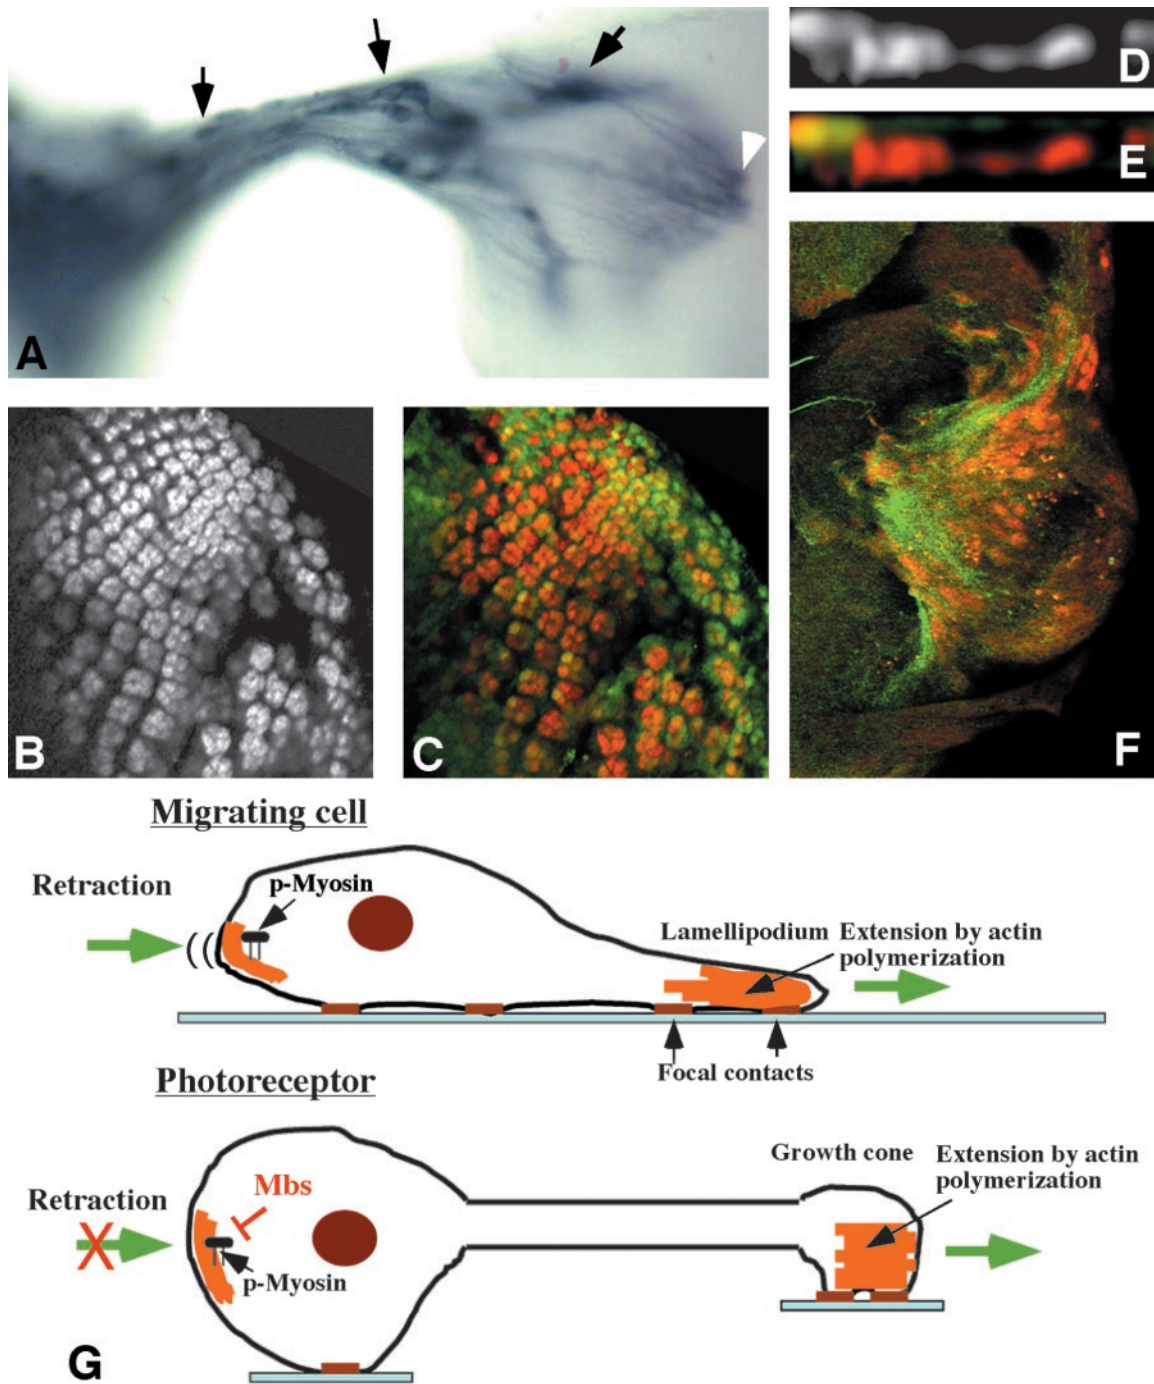 A
D
E
B
C
F
Migrating cell
Retraction
p-Myosin
Lamellipodium
Extension by actin
polymerization
Focal contacts
Photoreceptor
Growth cone
Extension by actin
polymerization
Mbs
Retraction
X
p-Myosin
G